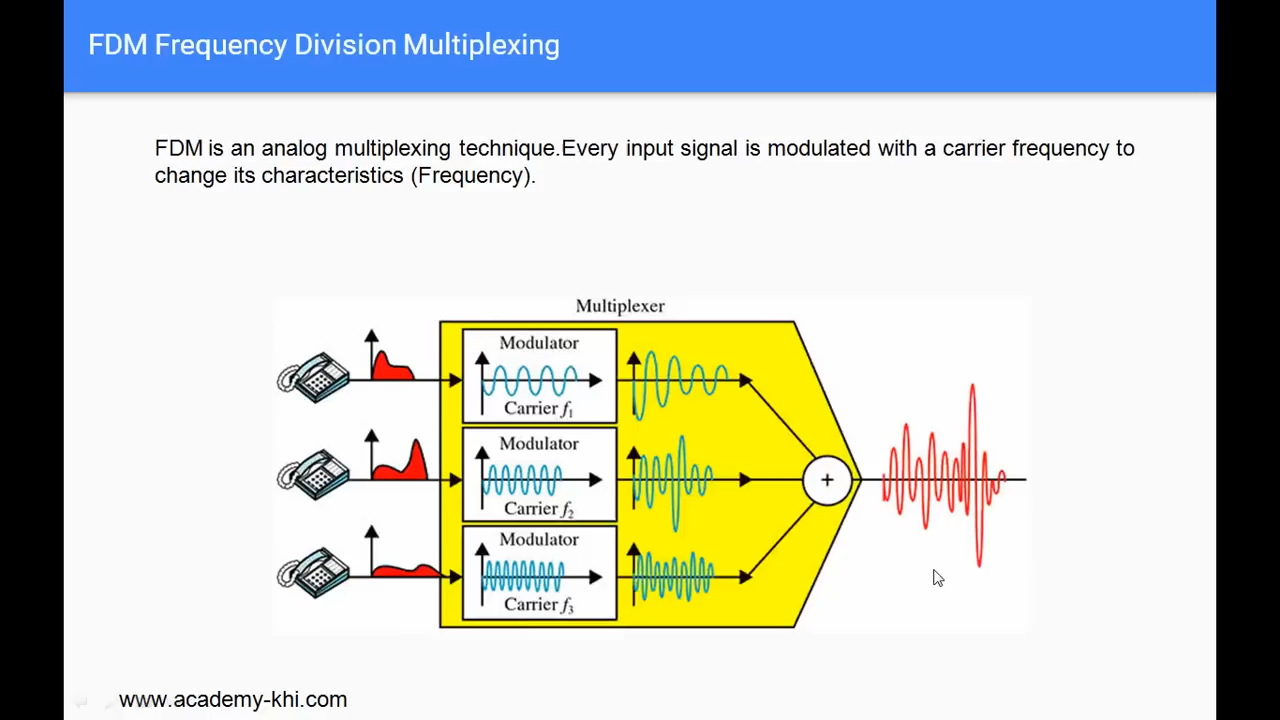 FDM Frequency Division Multiplexing
FDM is an analog multiplexing technique.Every input signal is modulated with a carrier frequency to
change its characteristics (Frequency).
Multiplexer
Modulator
Carrier f₁
Modulator
Carrier f₂
+
Modulator
Carrier f₃
www.academy-khi.com